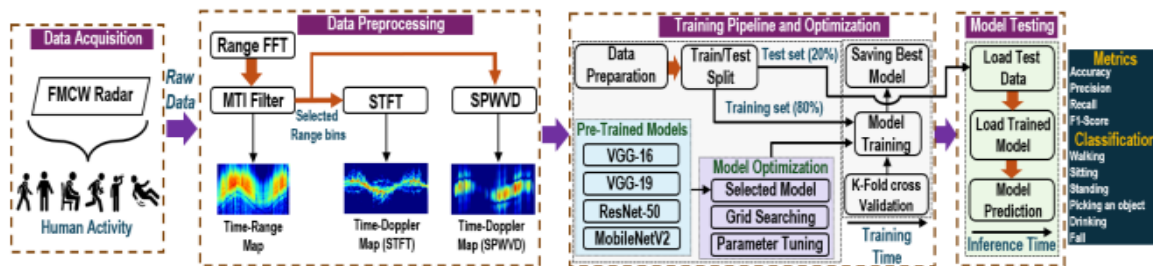 Data Acquisition
FMCW Radar
Human Activity
Raw
Data
Data Preprocessing
Range FFT
MTI Filter
STFT
SPWVD
Selected
Range bins
Time-Range
Map
Time-Doppler
Map (STFT)
Time-Doppler
Map (SPWVD)
Training Pipeline and Optimization
Data
Preparation
Train/Test
Split
Test set (20%)
Training set (80%)
Saving Best
Model
Model
Training
K-Fold cross
Validation
Training
Time
Pre-Trained Models
VGG-16
VGG-19
ResNet-50
MobileNetV2
Model Optimization
Selected Model
Grid Searching
Parameter Tuning
Model Testing
Load Test
Data
Load Trained
Model
Model
Prediction
Inference Time
Metrics
Accuracy
Precision
Recall
F1-Score
Classification
Walking
Sitting
Standing
Picking an object
Drinking
Fall